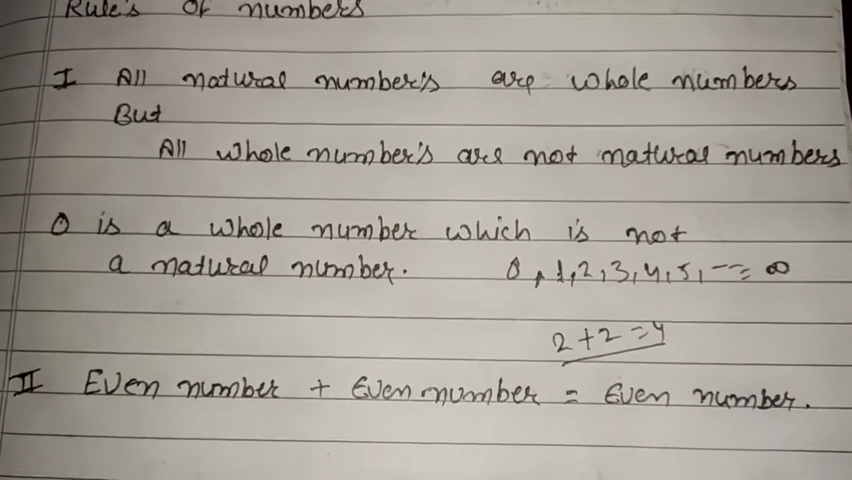 Rule's Of numbers
I All natural number's are whole numbers
But
All whole number's are not natural numbers
0 is a whole number which is not
a natural number. 0, 1, 2, 3, 4, 5, --- ∞
2+2=4
II Even number + Even number = Even number.